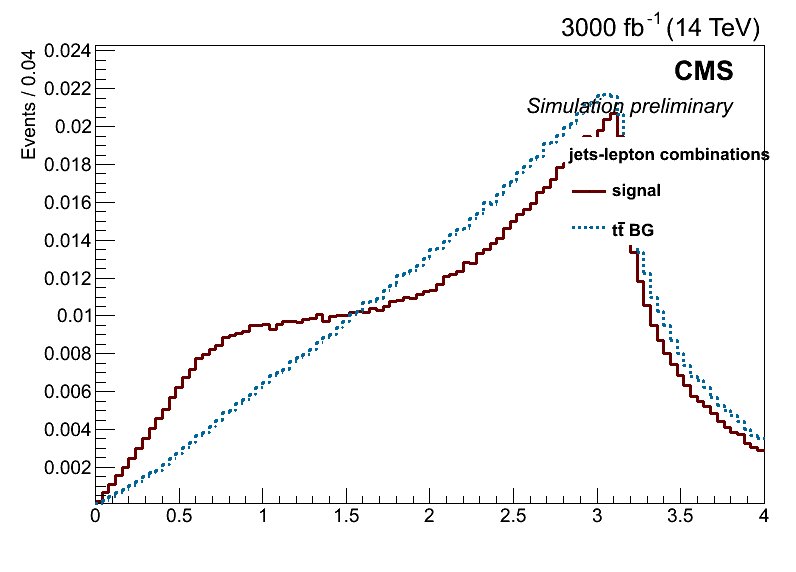 3000 fb⁻¹ (14 TeV)
Events / 0.04
CMS
Simulation preliminary
jets-lepton combinations
signal
tt̄ BG
0.024
0.022
0.02
0.018
0.016
0.014
0.012
0.01
0.008
0.006
0.004
0.002
0 0.5 1 1.5 2 2.5 3 3.5 4